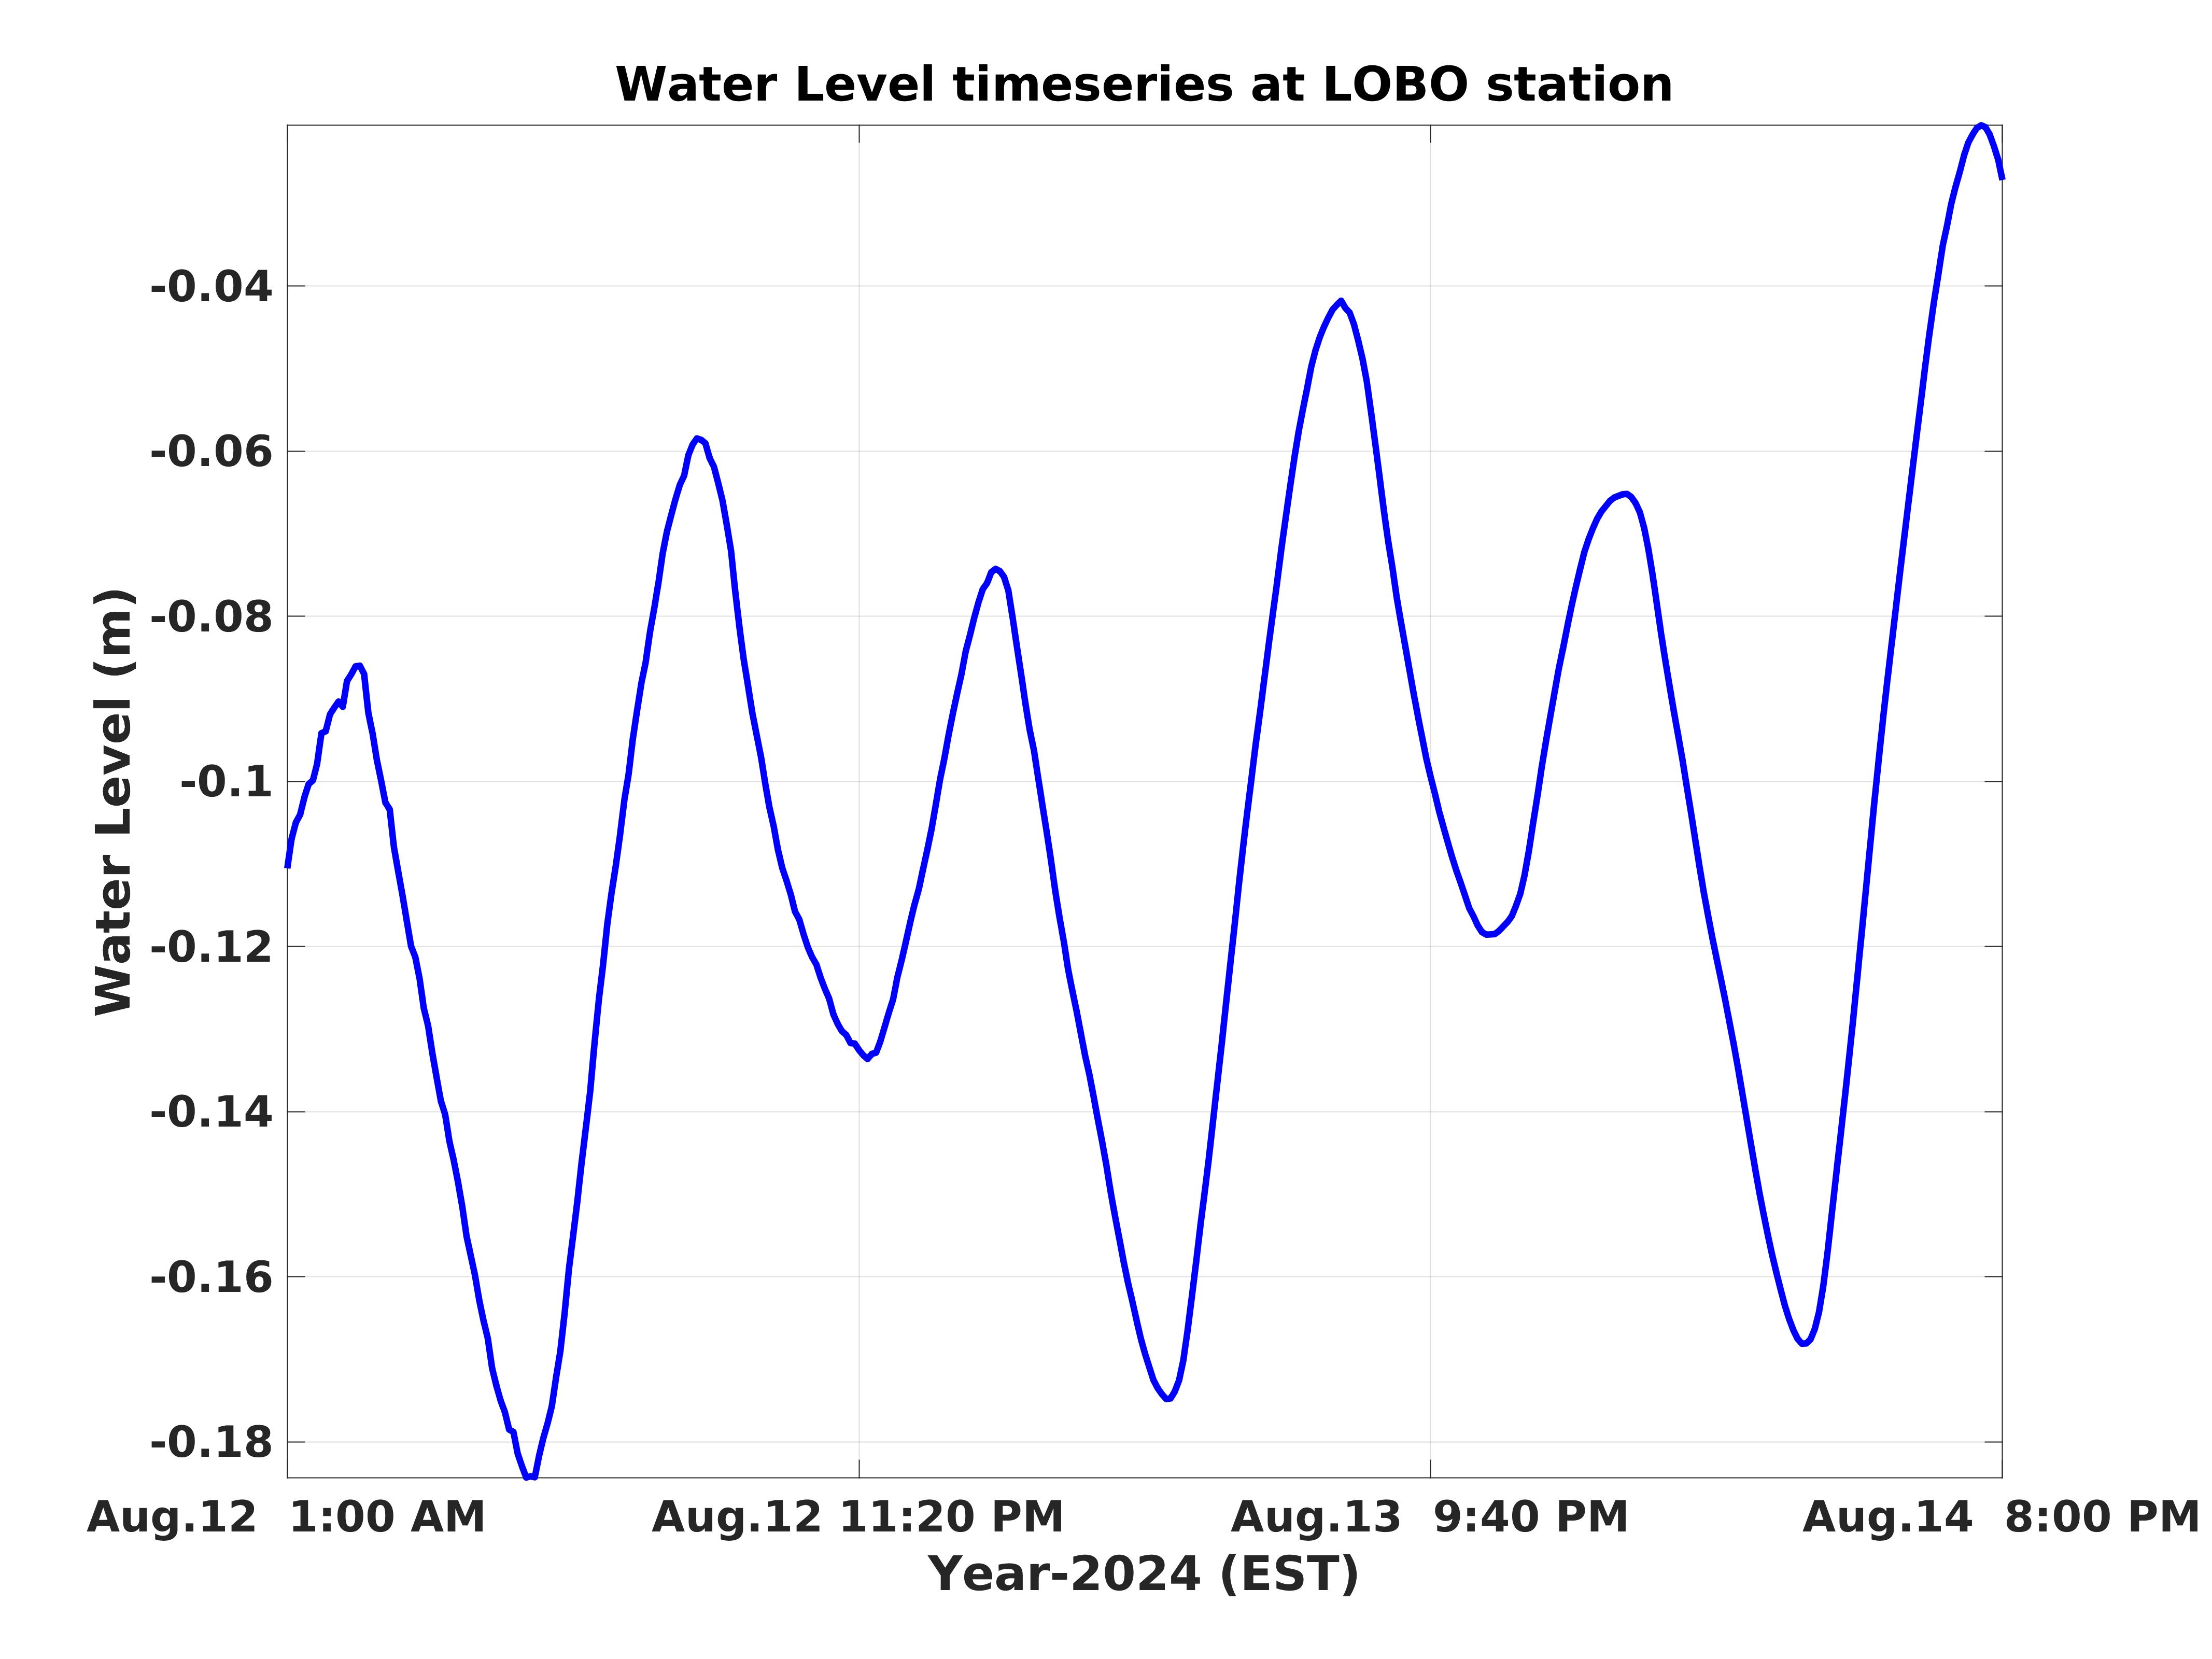 Water Level timeseries at LOBO station
Water Level (m)
-0.04
-0.06
-0.08
-0.1
-0.12
-0.14
-0.16
-0.18
Aug.12  1:00 AM
Aug.12 11:20 PM
Aug.13  9:40 PM
Aug.14  8:00 PM
Year-2024 (EST)